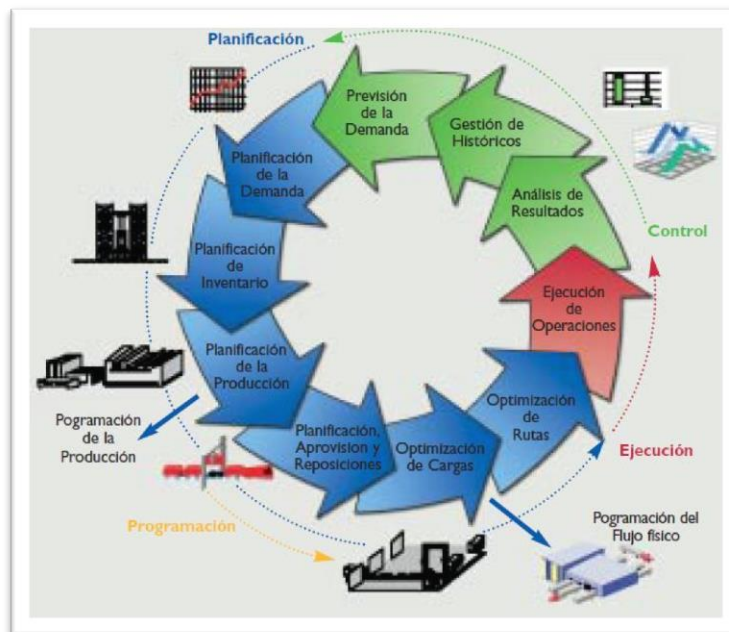 Planificación
Previsión
de la
Demanda
Gestión de
Históricos
Análisis de
Resultados
Control
Planificación
de la
Demanda
Planificación
de
Inventario
Ejecución
de
Operaciones
Planificación
de la
Producción
Optimización
de
Rutas
Planificación,
Aprovision y
Reposiciones
Optimización
de Cargas
Pogramación
de la
Producción
Ejecución
Programación
Pogramación del
Flujo físico